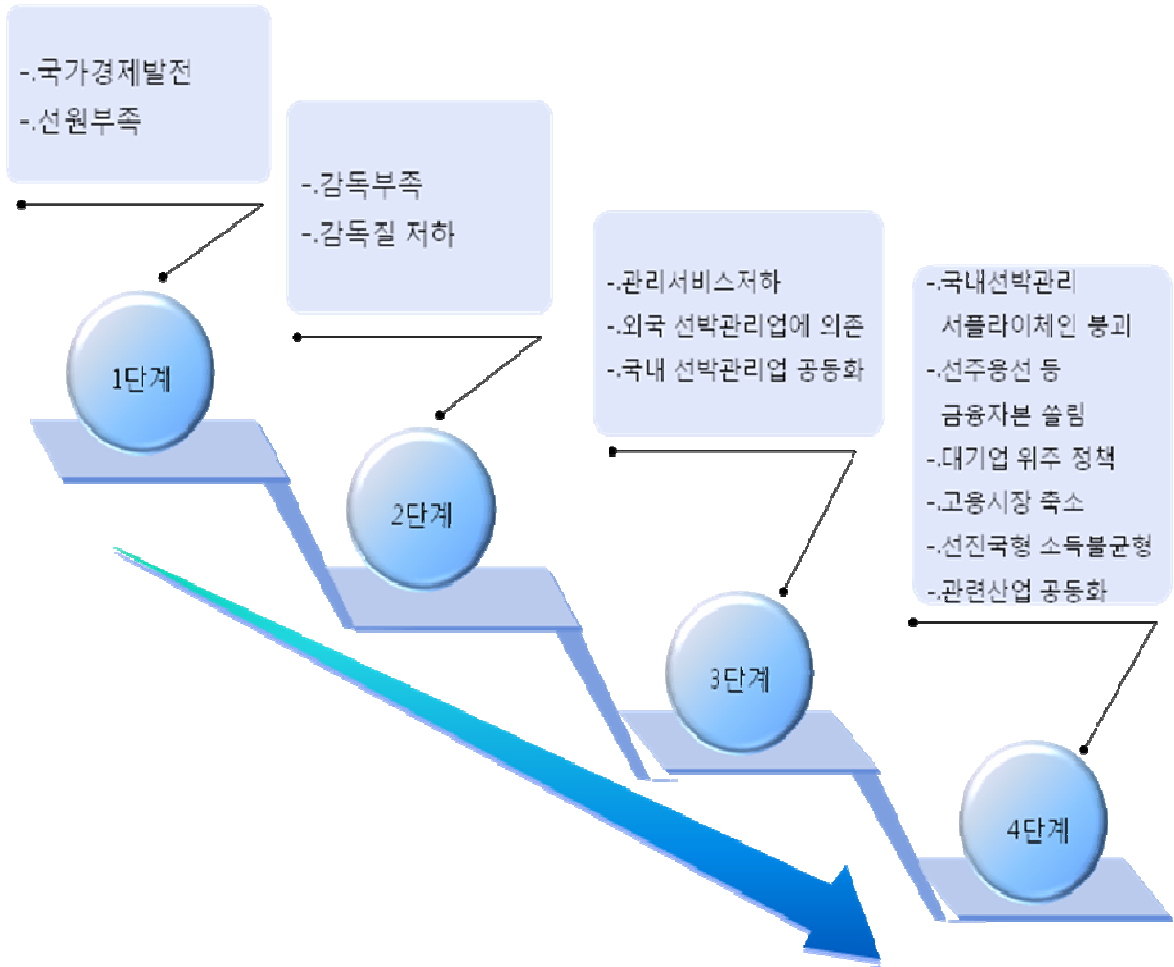 -.국가경제발전
-.선원부족
1단계
-.감독부족
-.감독질 저하
2단계
-.관리서비스저하
-.외국 선박관리업에 의존
-.국내 선박관리업 공동화
3단계
-.국내선박관리
서플라이체인 붕괴
-.선주용선 등
금융자본 쏠림
-.대기업 위주 정책
-.고용시장 축소
-.선진국형 소득불균형
-.관련산업 공동화
4단계